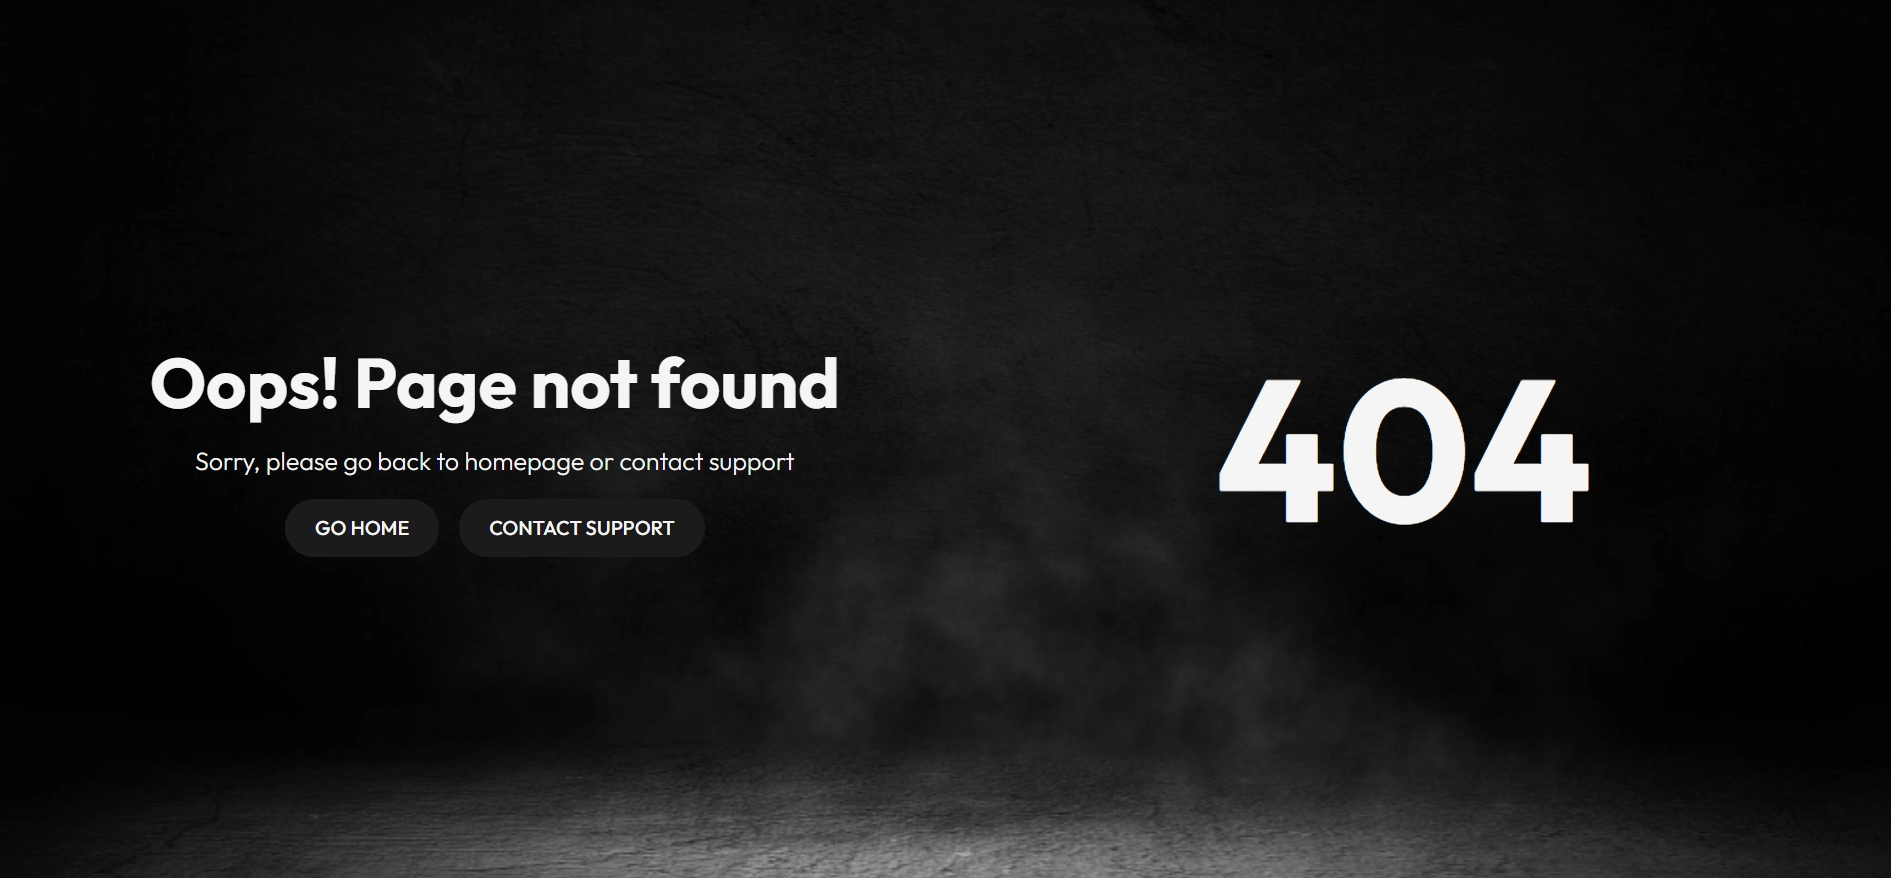 Oops! Page not found
Sorry, please go back to homepage or contact support
GO HOME
CONTACT SUPPORT
404